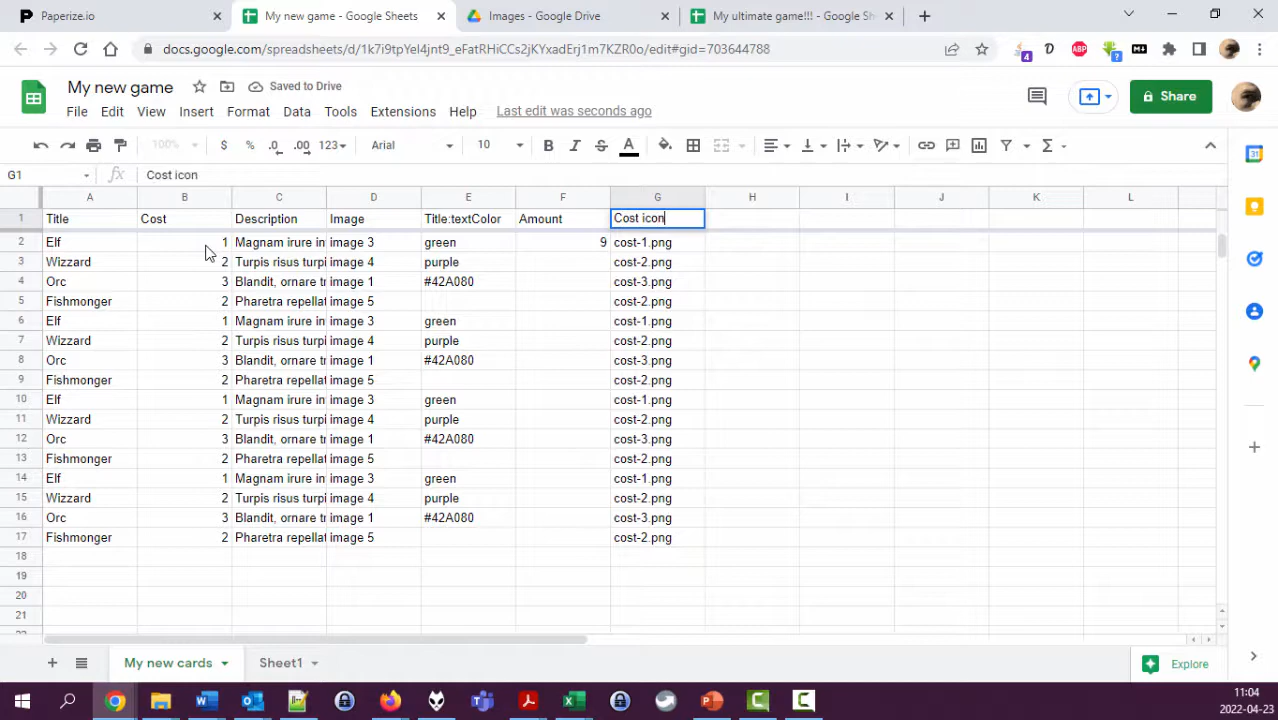 Paperize.io
My new game - Google Sheets
Images - Google Drive
My ultimate game!!! - Google Sh
docs.google.com/spreadsheets/d/1k7i9tpYel4jnt9_eFatRHiCCs2jKYxadErj1m7KZR0o/edit#gid=703644788
ABP
4
?
My new game
Saved to Drive
File Edit View Insert Format Data Tools Extensions Help Last edit was seconds ago
Share
100% $ % .0 .00 123 Arial 10 B I S A
31
G1 fx Cost icon
A B C D E F G H I J K L
1 Title Cost Description Image Title:textColor Amount Cost icon
2 Elf 1 Magnam irure in image 3 green 9 cost-1.png
3 Wizzard 2 Turpis risus turpi image 4 purple cost-2.png
4 Orc 3 Blandit, ornare tr image 1 #42A080 cost-3.png
5 Fishmonger 2 Pharetra repellat image 5 cost-2.png
6 Elf 1 Magnam irure in image 3 green cost-1.png
7 Wizzard 2 Turpis risus turpi image 4 purple cost-2.png
8 Orc 3 Blandit, ornare tr image 1 #42A080 cost-3.png
9 Fishmonger 2 Pharetra repellat image 5 cost-2.png
10 Elf 1 Magnam irure in image 3 green cost-1.png
11 Wizzard 2 Turpis risus turpi image 4 purple cost-2.png
12 Orc 3 Blandit, ornare tr image 1 #42A080 cost-3.png
13 Fishmonger 2 Pharetra repellat image 5 cost-2.png
14 Elf 1 Magnam irure in image 3 green cost-1.png
15 Wizzard 2 Turpis risus turpi image 4 purple cost-2.png
16 Orc 3 Blandit, ornare tr image 1 #42A080 cost-3.png
17 Fishmonger 2 Pharetra repellat image 5 cost-2.png
18
19
20
21
My new cards Sheet1 Explore
11:04
2022-04-23